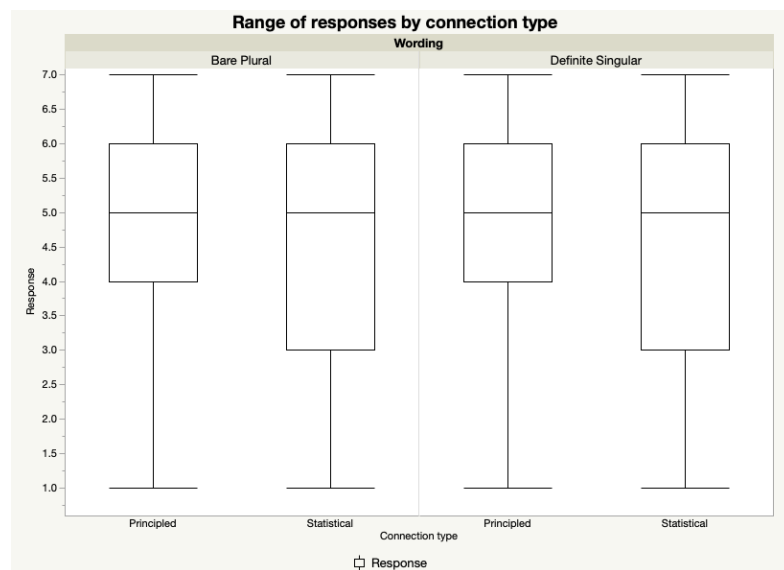 Range of responses by connection type
Wording
Bare Plural Definite Singular
7.0
6.5
6.0
5.5
5.0
4.5
4.0
3.5
3.0
2.5
2.0
1.5
1.0
Response
Principled Statistical Principled Statistical
Connection type
Response